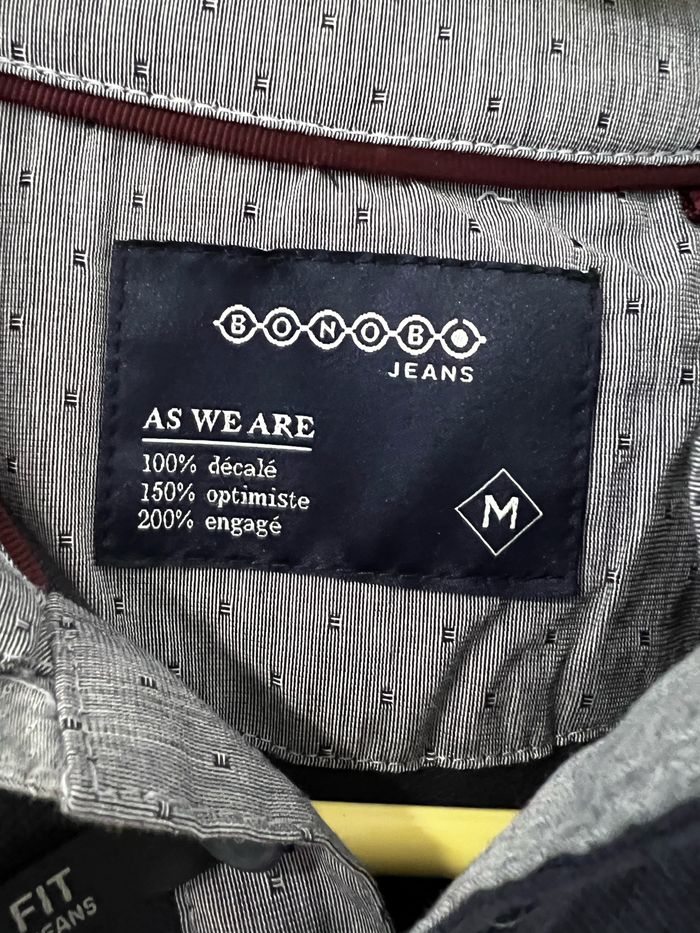 BONOBO
JEANS
AS WE ARE
100% décalé
150% optimiste
200% engagé
M
FIT